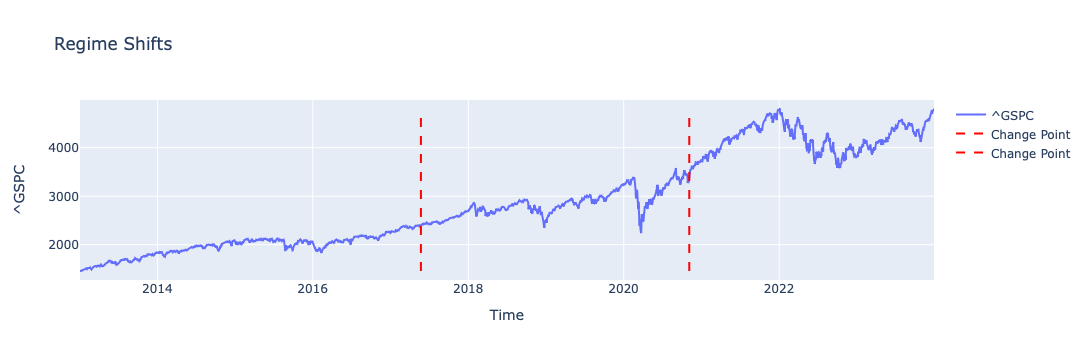 Regime Shifts
^GSPC
4000
3000
2000
2014
2016
2018
2020
2022
Time
^GSPC
Change Point
Change Point